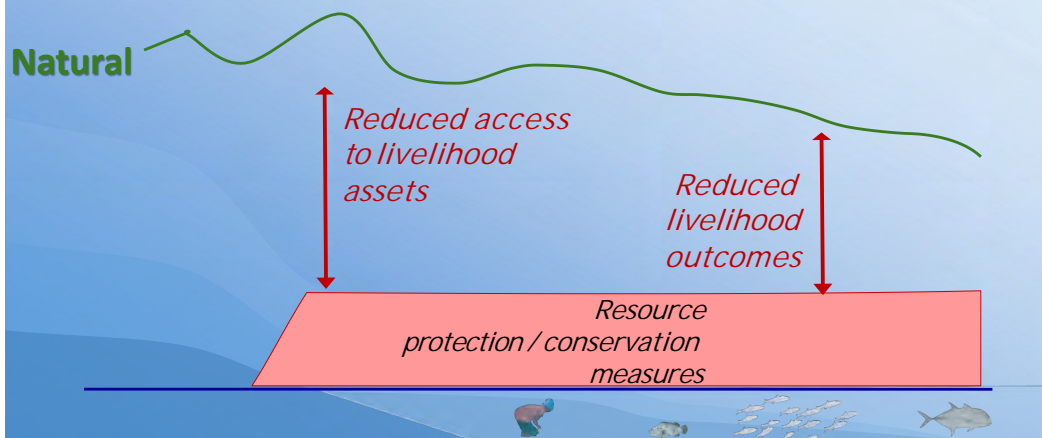 Natural
Reduced access
to livelihood
assets
Reduced
livelihood
outcomes
Resource
protection / conservation
measures